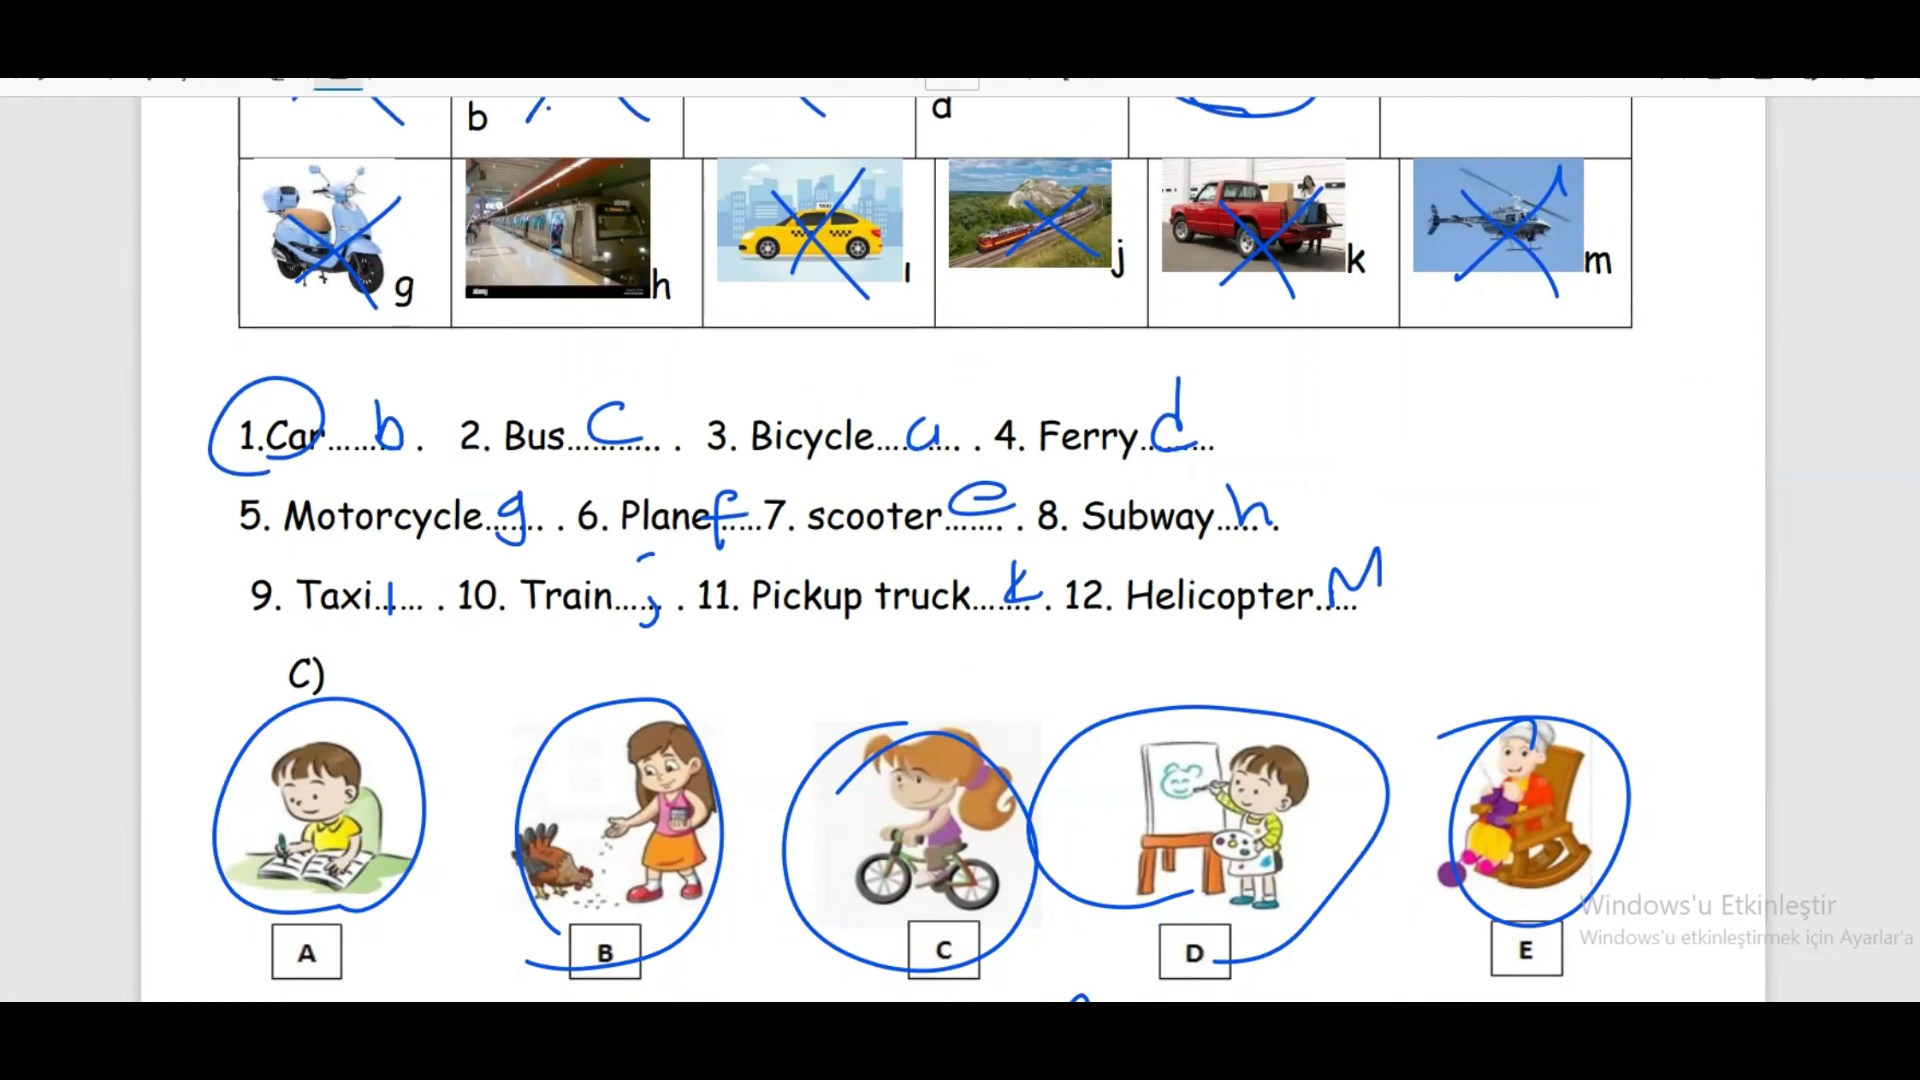 b d
g h l j k m
1.Car........b . 2. Bus...C........ . 3. Bicycle....a..... . 4. Ferry.d........
5. Motorcycle..g..... . 6. Plane f.....7. scooter...e.... . 8. Subway...h...
9. Taxi.l.... . 10. Train....j.. . 11. Pickup truck....k... . 12. Helicopter..M...
C)
A B C D E
Windows'u Etkinleştir
Windows'u etkinleştirmek için Ayarlar'a